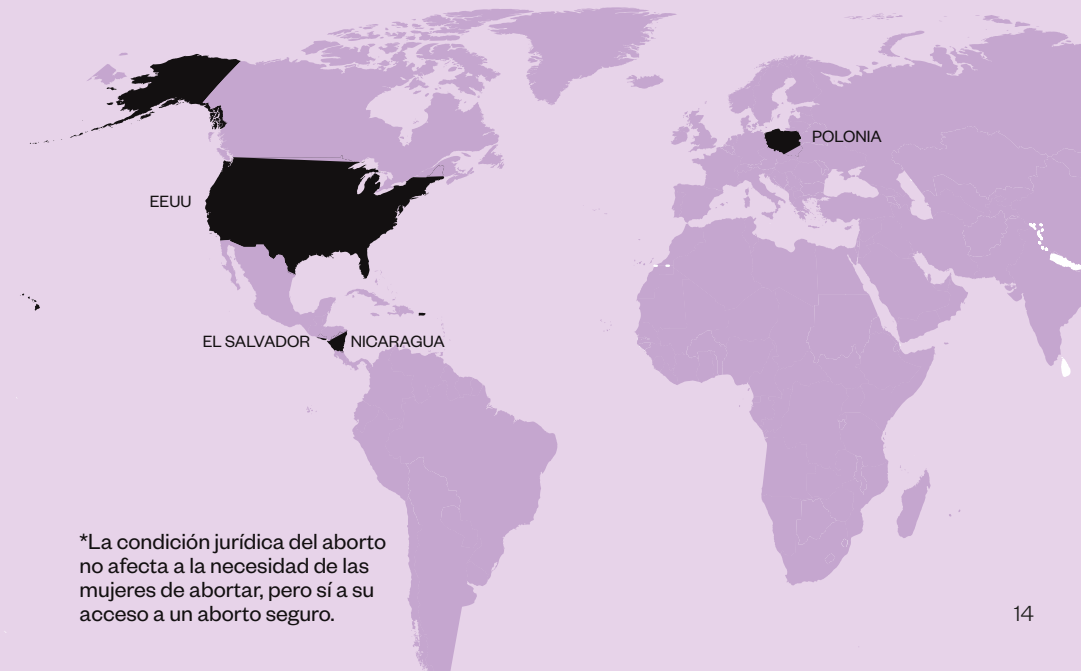 POLONIA
EEUU
EL SALVADOR
NICARAGUA
*La condición jurídica del aborto
no afecta a la necesidad de las
mujeres de abortar, pero sí a su
acceso a un aborto seguro.
14